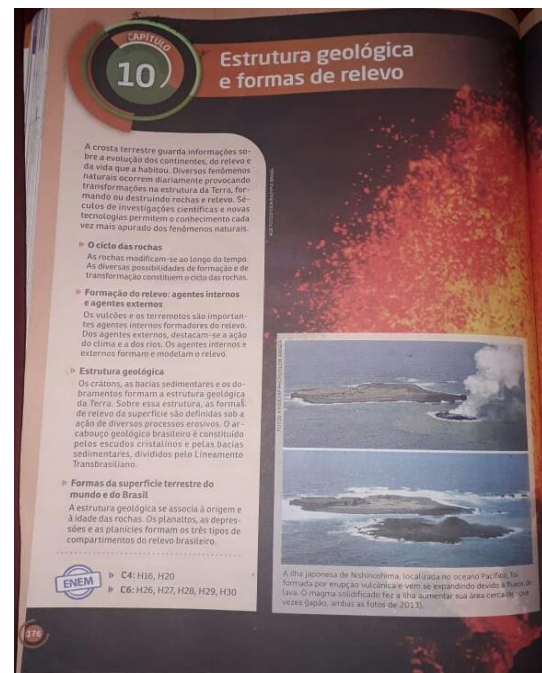 CAPÍTULO
10
Estrutura geológica
e formas de relevo
A crosta terrestre guarda informações so-
bre a evolução dos continentes, do relevo e
da vida que a habitou. Diversos fenômenos
naturais ocorrem diariamente provocando
transformações na estrutura da Terra, for-
mando ou destruindo rochas e relevo. Sé-
culos de investigações científicas e novas
tecnologias permitem o conhecimento cada
vez mais apurado dos fenômenos naturais.
O ciclo das rochas
As rochas modificam-se ao longo do tempo.
As diversas possibilidades de formação e de
transformação constituem o ciclo das rochas.
Formação do relevo: agentes internos
e agentes externos
Os vulcões e os terremotos são importan-
tes agentes internos formadores do relevo.
Dos agentes externos, destacam-se a ação
do clima e a dos rios. Os agentes internos e
externos formam e modelam o relevo.
Estrutura geológica
Os crátons, as bacias sedimentares e os do-
bramentos formam a estrutura geológica
da Terra. Sobre essa estrutura, as formas
de relevo da superfície são definidas sob a
ação de diversos processos erosivos. O ar-
cabouço geológico brasileiro é constituído
pelos escudos cristalinos e pelas bacias
sedimentares, divididos pelo Lineamento
Transbrasiliano.
Formas da superfície terrestre do
mundo e do Brasil
A estrutura geológica se associa à origem e
à idade das rochas. Os planaltos, as depres-
sões e as planícies formam os três tipos de
compartimentos do relevo brasileiro.
ENEM
C4: H16, H20
C6: H26, H27, H28, H29, H30
A ilha japonesa de Nishinoshima, localizada no oceano Pacífico, foi
formada por erupção vulcânica e vem se expandindo devido a fluxos de
lava. O magma solidificado fez a ilha aumentar sua área cerca de nove
vezes (Japão, ambas as fotos de 2013).
176